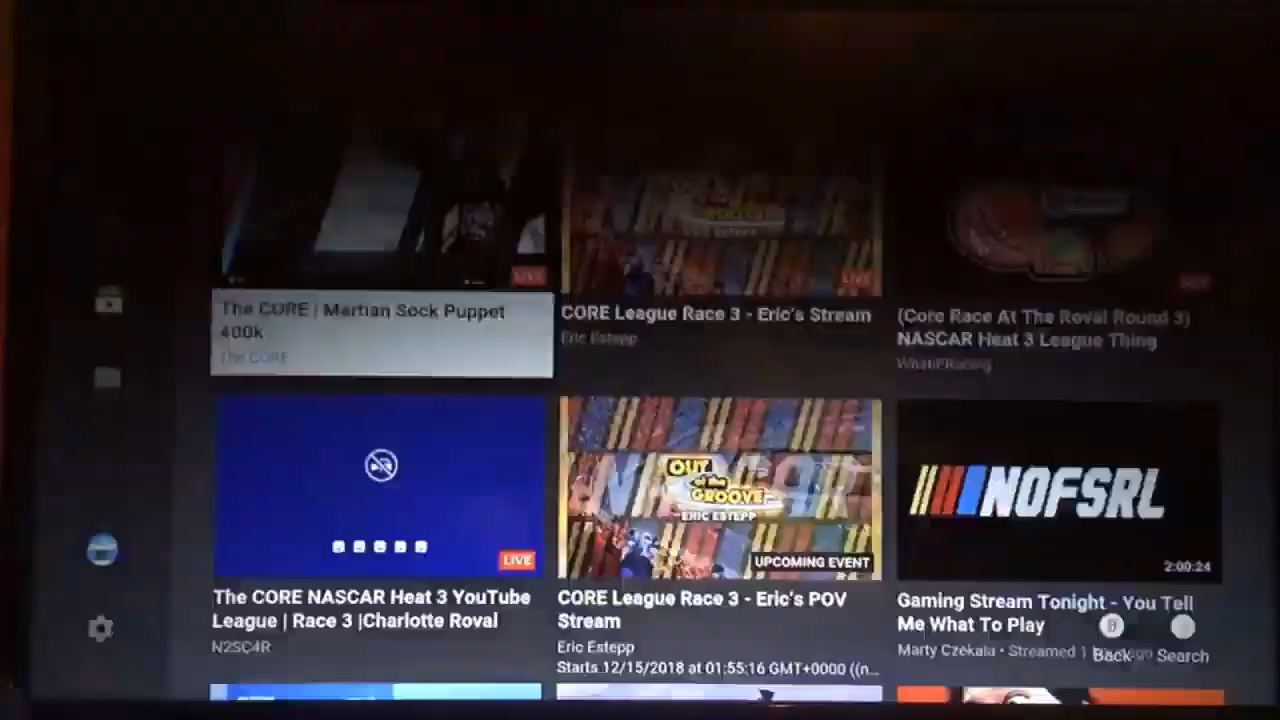 LIVE
LIVE
The CORE | Martian Sock Puppet
400k
The CORE
CORE League Race 3 - Eric's Stream
Eric Estepp
(Core Race At The Roval Round 3)
NASCAR Heat 3 League Thing
LIVE
The CORE NASCAR Heat 3 YouTube
League | Race 3 |Charlotte Roval
N2SC4R
OUT
of the
GROOVE
ERIC ESTEPP
UPCOMING EVENT
CORE League Race 3 - Eric's POV
Stream
Eric Estepp
Starts 12/15/2018 at 01:55:16 GMT+0000 ((n...
NOFSRL
2:00:24
Gaming Stream Tonight - You Tell
Me What To Play
Marty Czekala • Streamed 1
B
Back
Search